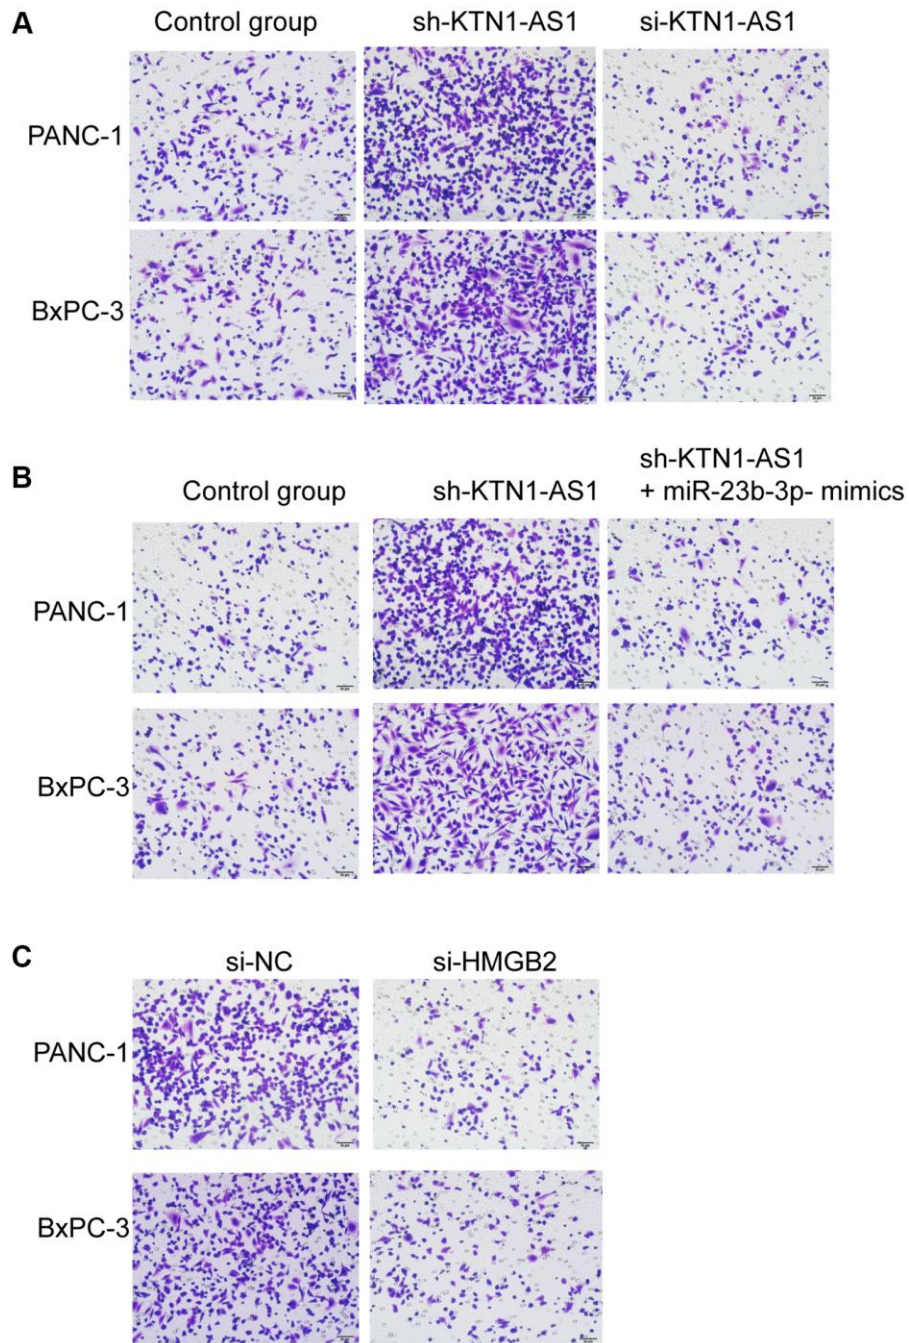 A
Control group sh-KTN1-AS1 si-KTN1-AS1
PANC-1
BxPC-3
B
sh-KTN1-AS1
Control group sh-KTN1-AS1 + miR-23b-3p- mimics
PANC-1
BxPC-3
C
si-NC si-HMGB2
PANC-1
BxPC-3